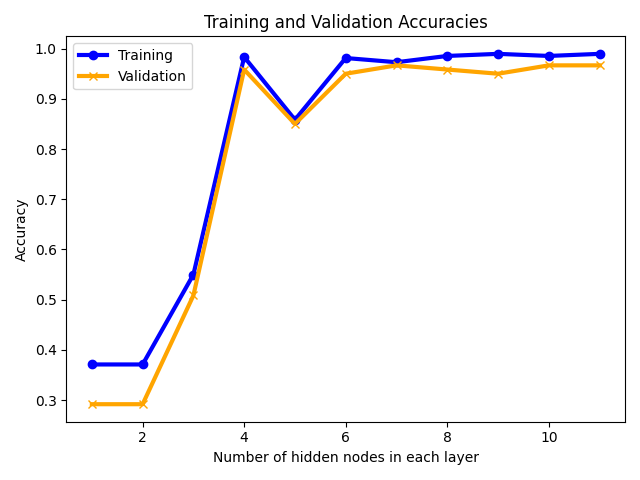 Training and Validation Accuracies
Training
Validation
1.0
0.9
0.8
0.7
0.6
0.5
0.4
0.3
Accuracy
2 4 6 8 10
Number of hidden nodes in each layer